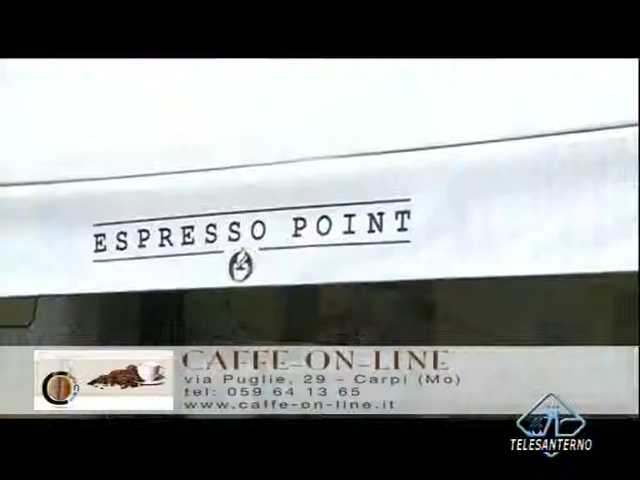 ESPRESSO POINT
CAFFE-ON-LINE
via Puglie, 29 - Carpi (Mo)
tel: 059 64 13 65
www.caffe-on-line.it
TELESANTERNO